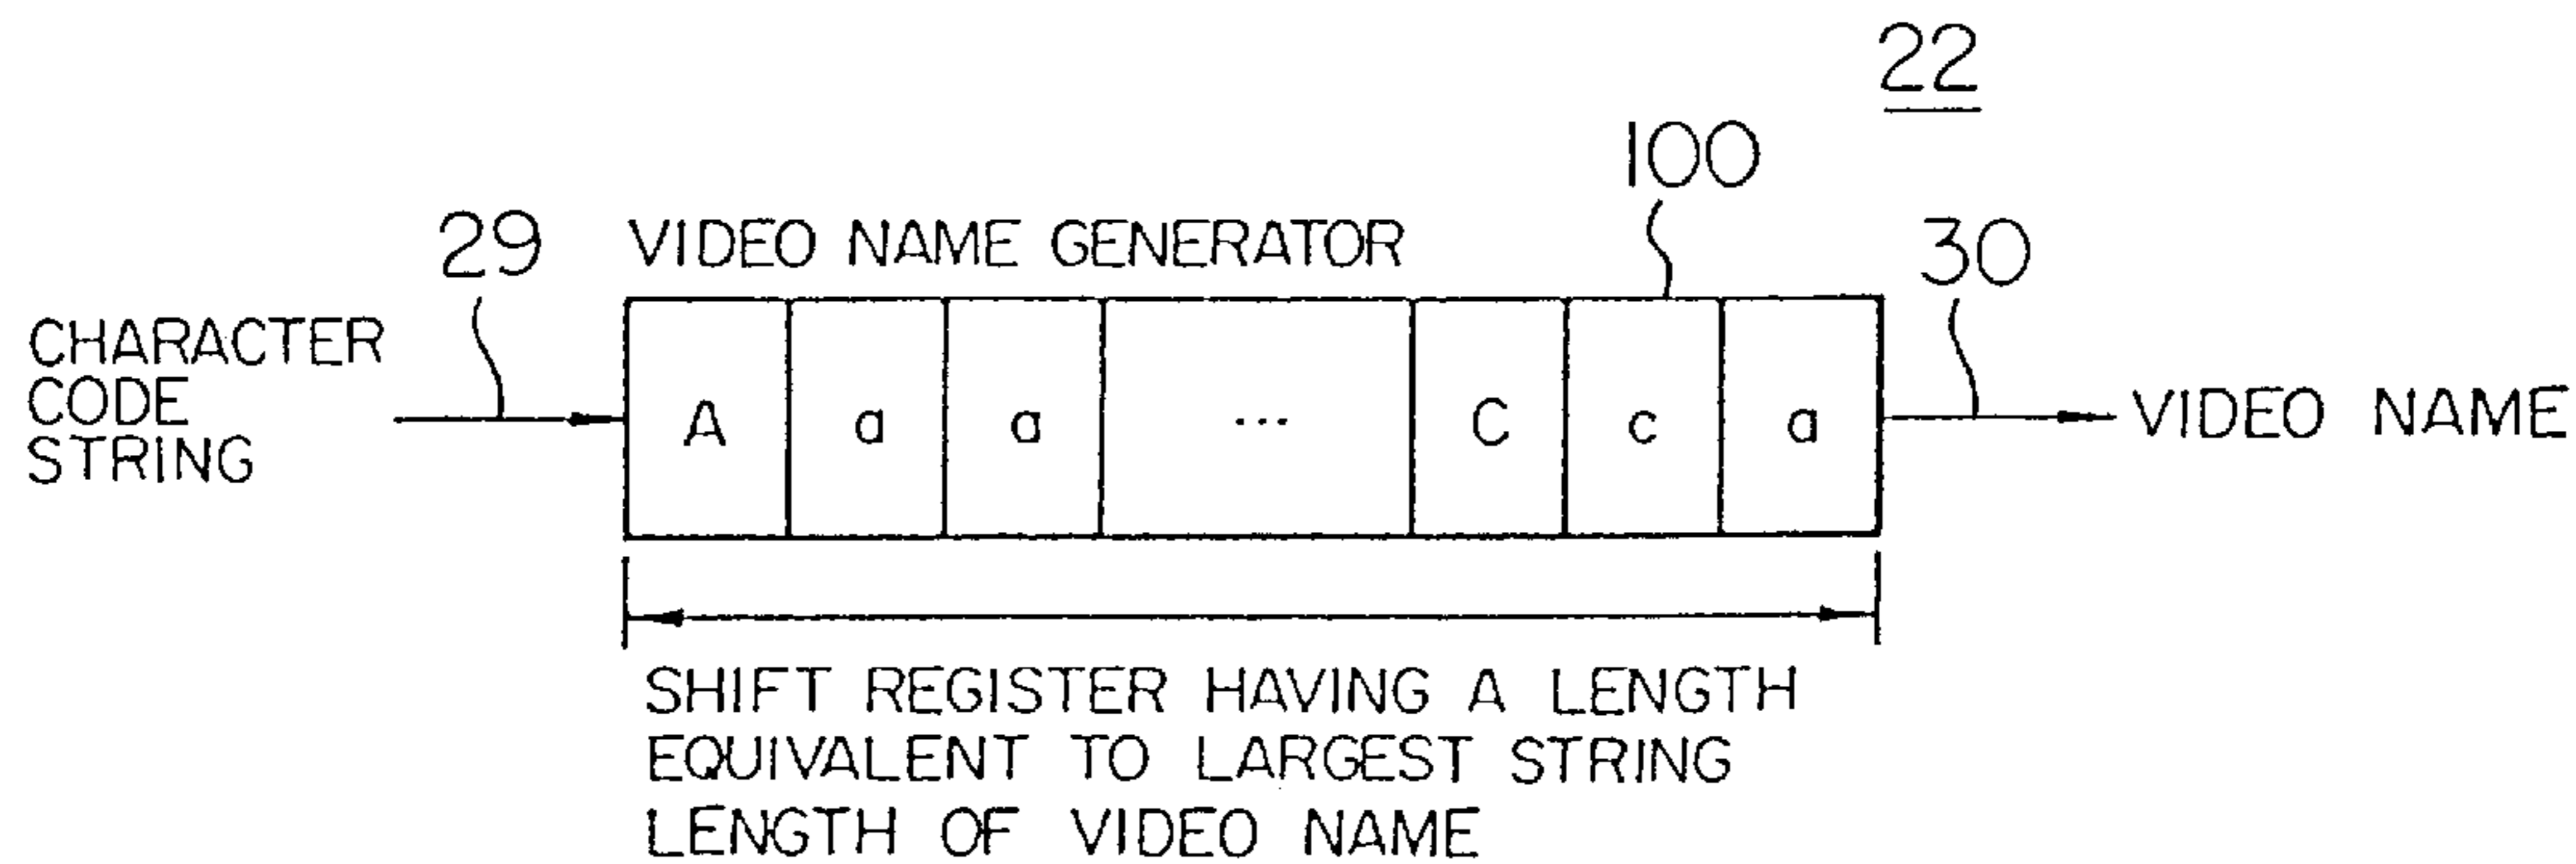 22
100
29 VIDEO NAME GENERATOR 30
CHARACTER
CODE
STRING
A a a ... C c a
VIDEO NAME
SHIFT REGISTER HAVING A LENGTH
EQUIVALENT TO LARGEST STRING
LENGTH OF VIDEO NAME